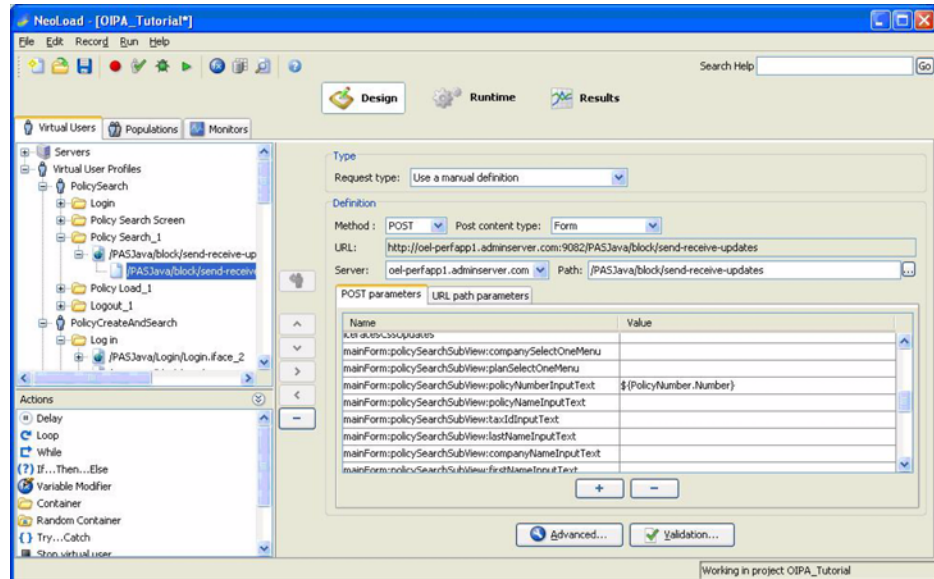 NeoLoad - [OIPA_Tutorial*]
File Edit Record Run Help
Search Help Go
Design Runtime Results
Virtual Users Populations Monitors
Servers
Virtual User Profiles
PolicySearch
Login
Policy Search Screen
Policy Search_1
/PASJava/block/send-receive-up
/PASJava/block/send-receive
Policy Load_1
Logout_1
PolicyCreateAndSearch
Log in
/PASJava/Login/Login.iface_2
Actions
Delay
Loop
While
(?) If...Then...Else
Variable Modifier
Container
Random Container
{} Try...Catch
Stop virtual user
Type
Request type: Use a manual definition
Definition
Method : POST Post content type: Form
URL: http://oel-perfapp1.adminserver.com:9082/PASJava/block/send-receive-updates
Server: oel-perfapp1.adminserver.com Path: /PASJava/block/send-receive-updates ...
POST parameters URL path parameters
Name Value
mainForm:policySearchSubView:companySelectOneMenu
mainForm:policySearchSubView:planSelectOneMenu
mainForm:policySearchSubView:policyNumberInputText ${PolicyNumber.Number}
mainForm:policySearchSubView:policyNameInputText
mainForm:policySearchSubView:taxIdInputText
mainForm:policySearchSubView:lastNameInputText
mainForm:policySearchSubView:companyNameInputText
mainForm:policySearchSubView:firstNameInputText
+ -
Advanced... Validation...
Working in project OIPA_Tutorial